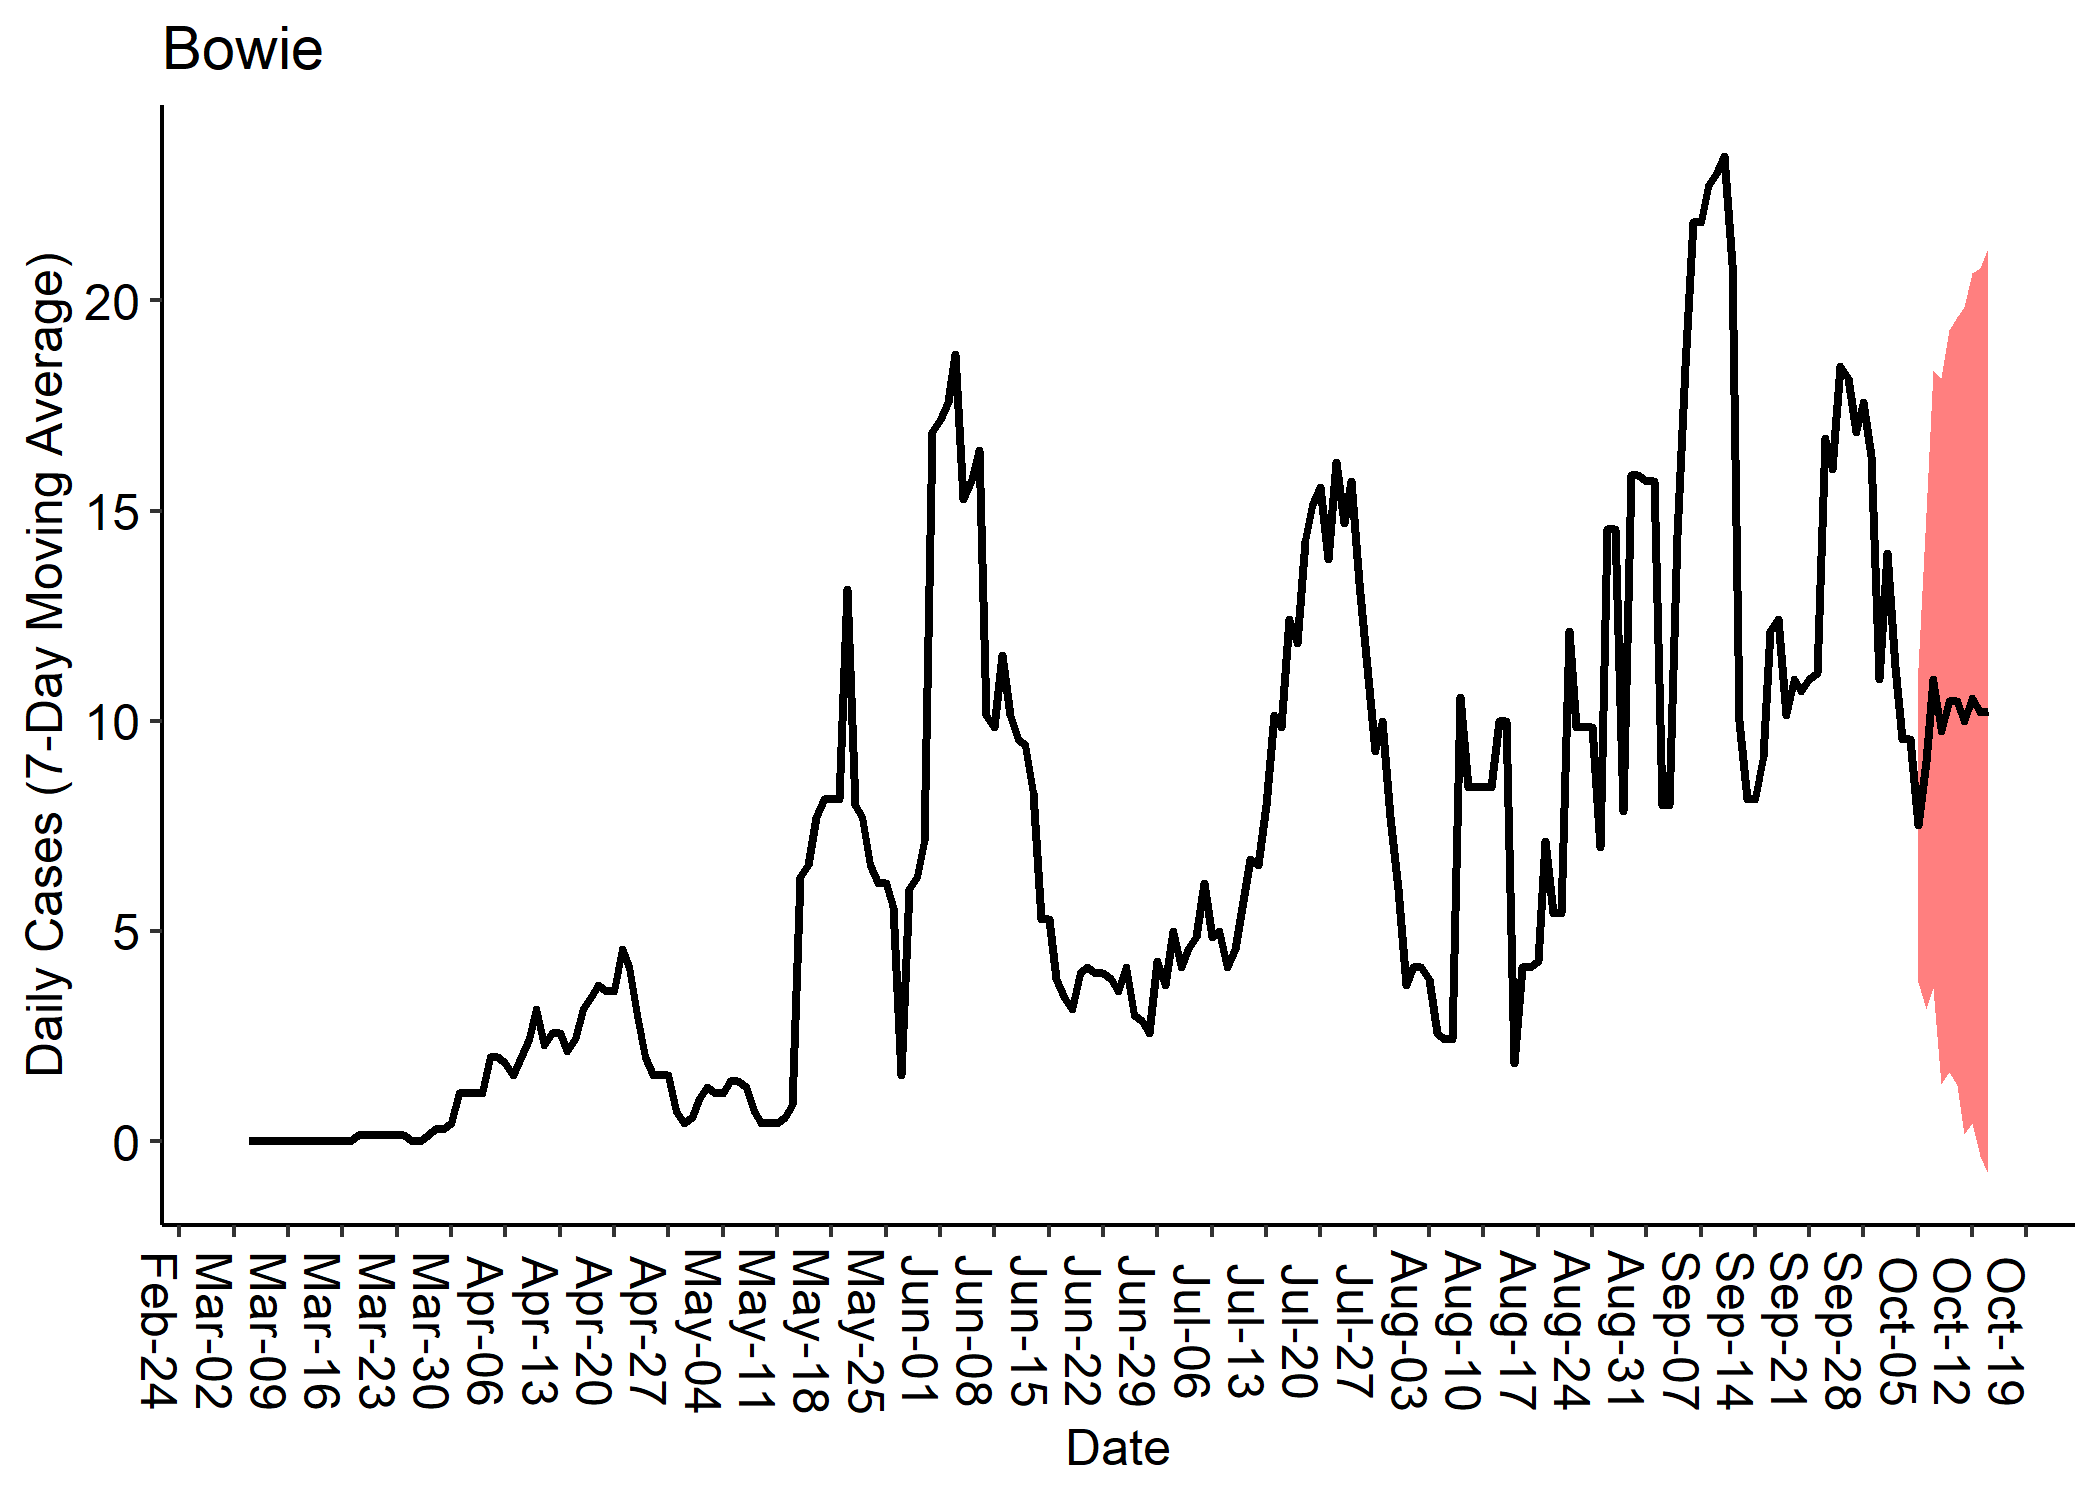 Bowie
Daily Cases (7-Day Moving Average)
20
15
10
5
0
Feb-24
Mar-02
Mar-09
Mar-16
Mar-23
Mar-30
Apr-06
Apr-13
Apr-20
Apr-27
May-04
May-11
May-18
May-25
Jun-01
Jun-08
Jun-15
Jun-22
Jun-29
Jul-06
Jul-13
Jul-20
Jul-27
Aug-03
Aug-10
Aug-17
Aug-24
Aug-31
Sep-07
Sep-14
Sep-21
Sep-28
Oct-05
Oct-12
Oct-19
Date